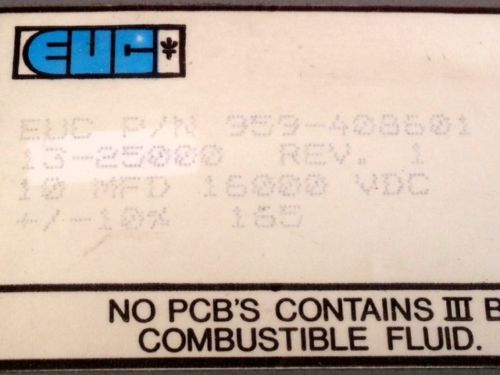 EUC
EUC P/N 959-408601
13-25000 REV. 1
10 MFD 16000 VDC
+/-10% 165
NO PCB'S CONTAINS III B
COMBUSTIBLE FLUID.